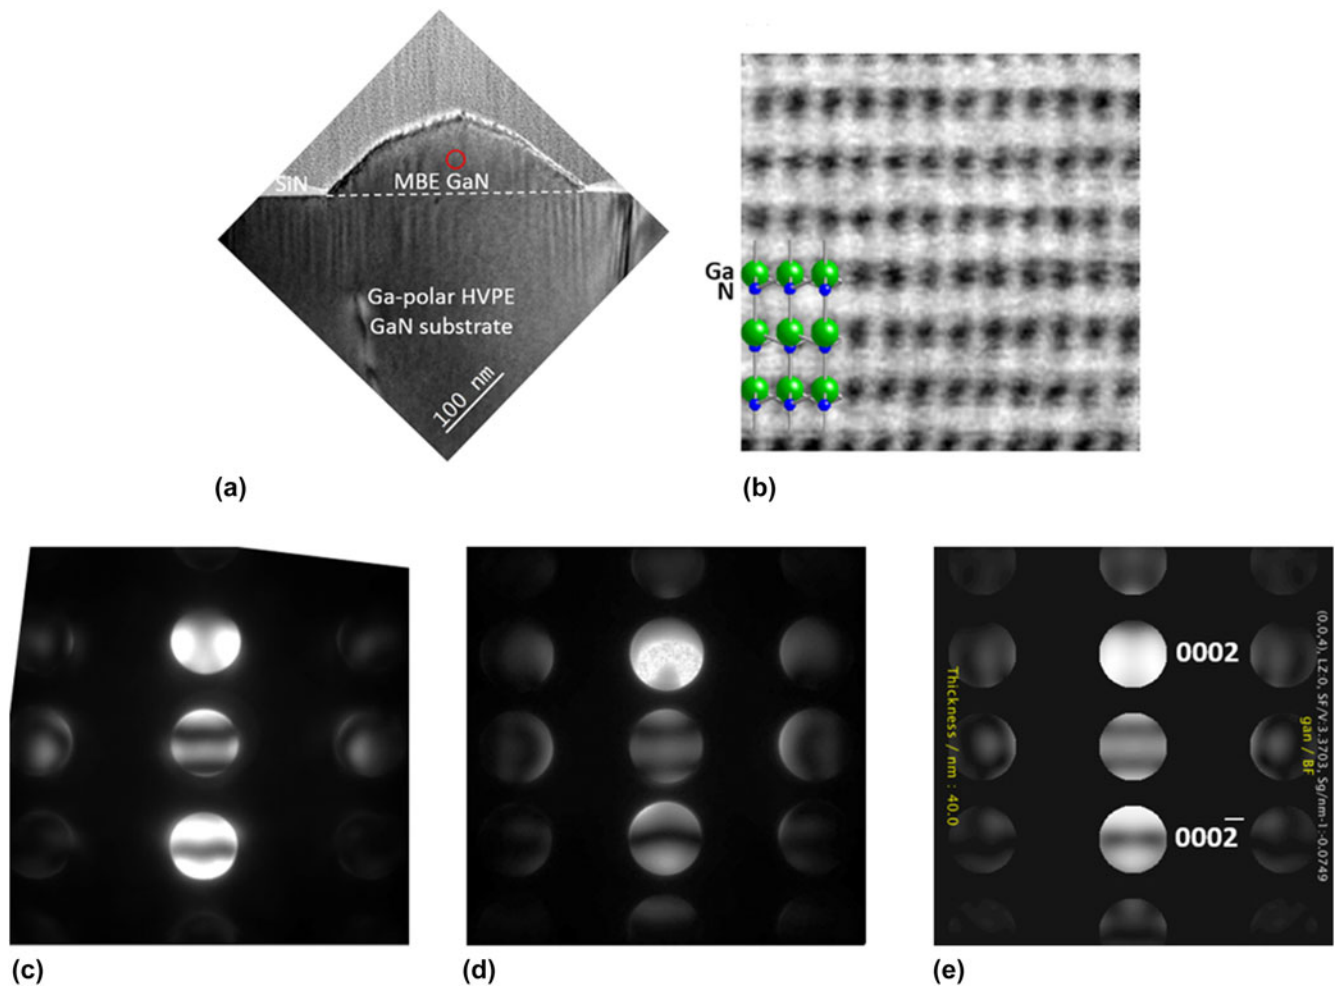 SiN
MBE GaN
Ga-polar HVPE
GaN substrate
100 nm
(a)
Ga
N
(b)
(c)
(d)
0002
0002̅
Thickness / nm : 40.0
gan / BF
(0,0,4), LZ:0, SF/V:3.3703, Sg/nm-1:-0.0749
(e)